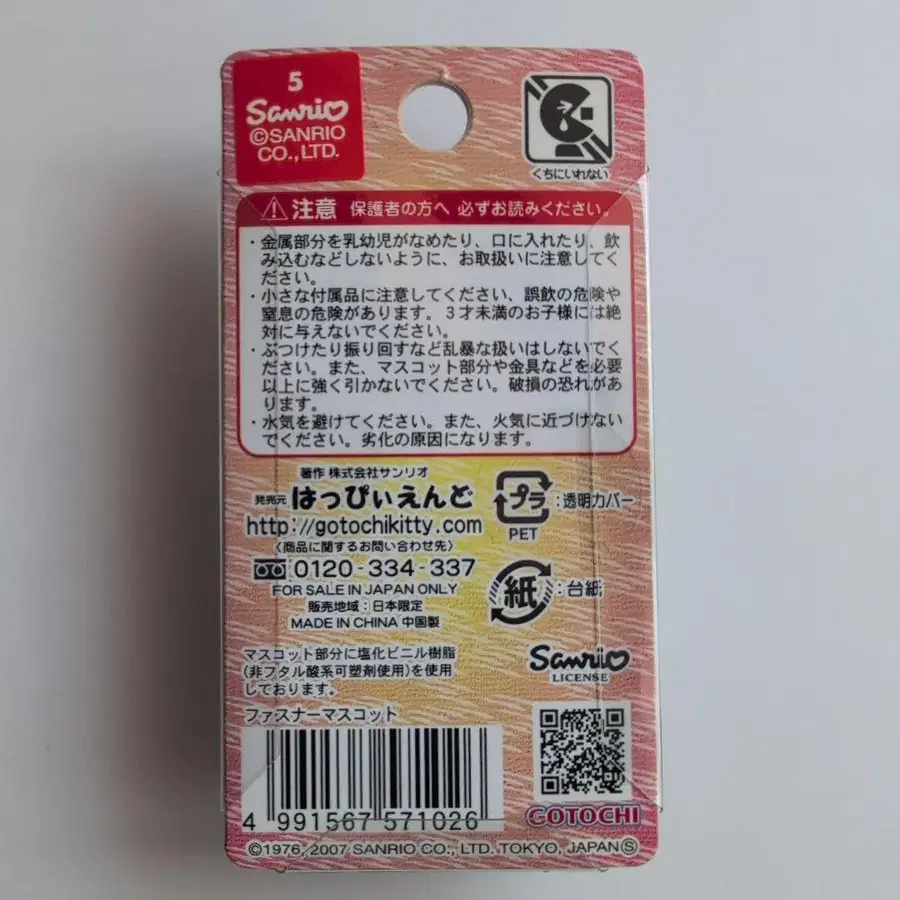 5
Sanrio
©SANRIO
CO.,LTD.
くちにいれない
注意 保護者の方へ 必ずお読みください。
・金属部分を乳幼児がなめたり、口に入れたり、飲
み込むなどしないように、お取扱いに注意してく
ださい。
・小さな付属品に注意してください、誤飲の危険や
窒息の危険があります。3才未満のお子様には絶
対に与えないでください。
・ぶつけたり振り回すなど乱暴な扱いはしないでく
ださい。また、マスコット部分や金具などを必要
以上に強く引かないでください。破損の恐れがあ
ります。
・水気を避けてください。また、火気に近づけない
でください。劣化の原因になります。
著作 株式会社サンリオ
発売元 はっぴぃえんど
http://gotochikitty.com
〈商品に関するお問い合わせ先〉
0120-334-337
FOR SALE IN JAPAN ONLY
販売地域:日本限定
MADE IN CHINA 中国製
プラ :透明カバー
PET
紙 :台紙
マスコット部分に塩化ビニル樹脂
(非フタル酸系可塑剤使用)を使用
しております。
ファスナーマスコット
Sanrio
LICENSE
4 991567 571026
GOTOCHI
©1976, 2007 SANRIO CO., LTD. TOKYO, JAPAN Ⓢ